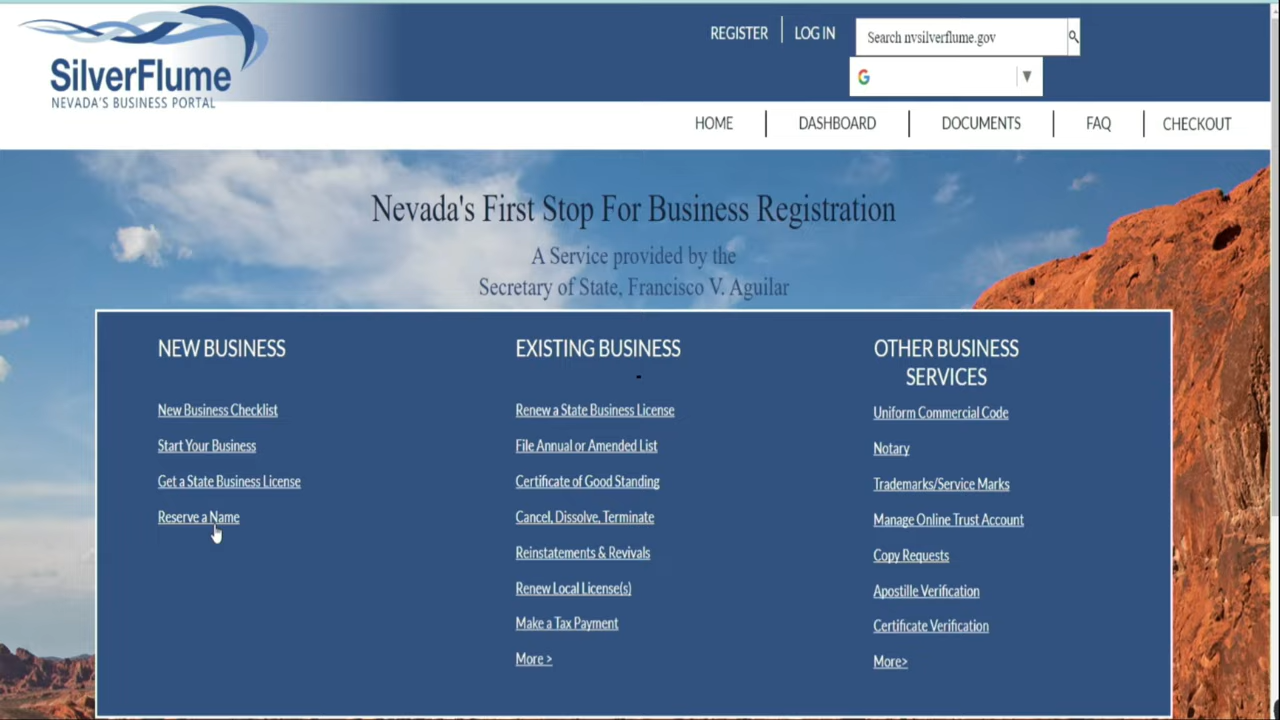 REGISTER
LOG IN
Search nvsilverflume.gov
SilverFlume
NEVADA'S BUSINESS PORTAL
HOME
DASHBOARD
DOCUMENTS
FAQ
CHECKOUT
Nevada's First Stop For Business Registration
A Service provided by the
Secretary of State, Francisco V. Aguilar
NEW BUSINESS
New Business Checklist
Start Your Business
Get a State Business License
Reserve a Name
EXISTING BUSINESS
Renew a State Business License
File Annual or Amended List
Certificate of Good Standing
Cancel, Dissolve, Terminate
Reinstatements & Revivals
Renew Local License(s)
Make a Tax Payment
More >
OTHER BUSINESS
SERVICES
Uniform Commercial Code
Notary
Trademarks/Service Marks
Manage Online Trust Account
Copy Requests
Apostille Verification
Certificate Verification
More>